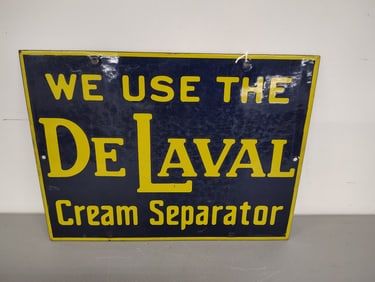 WE USE THE
DE LAVAL
Cream Separator